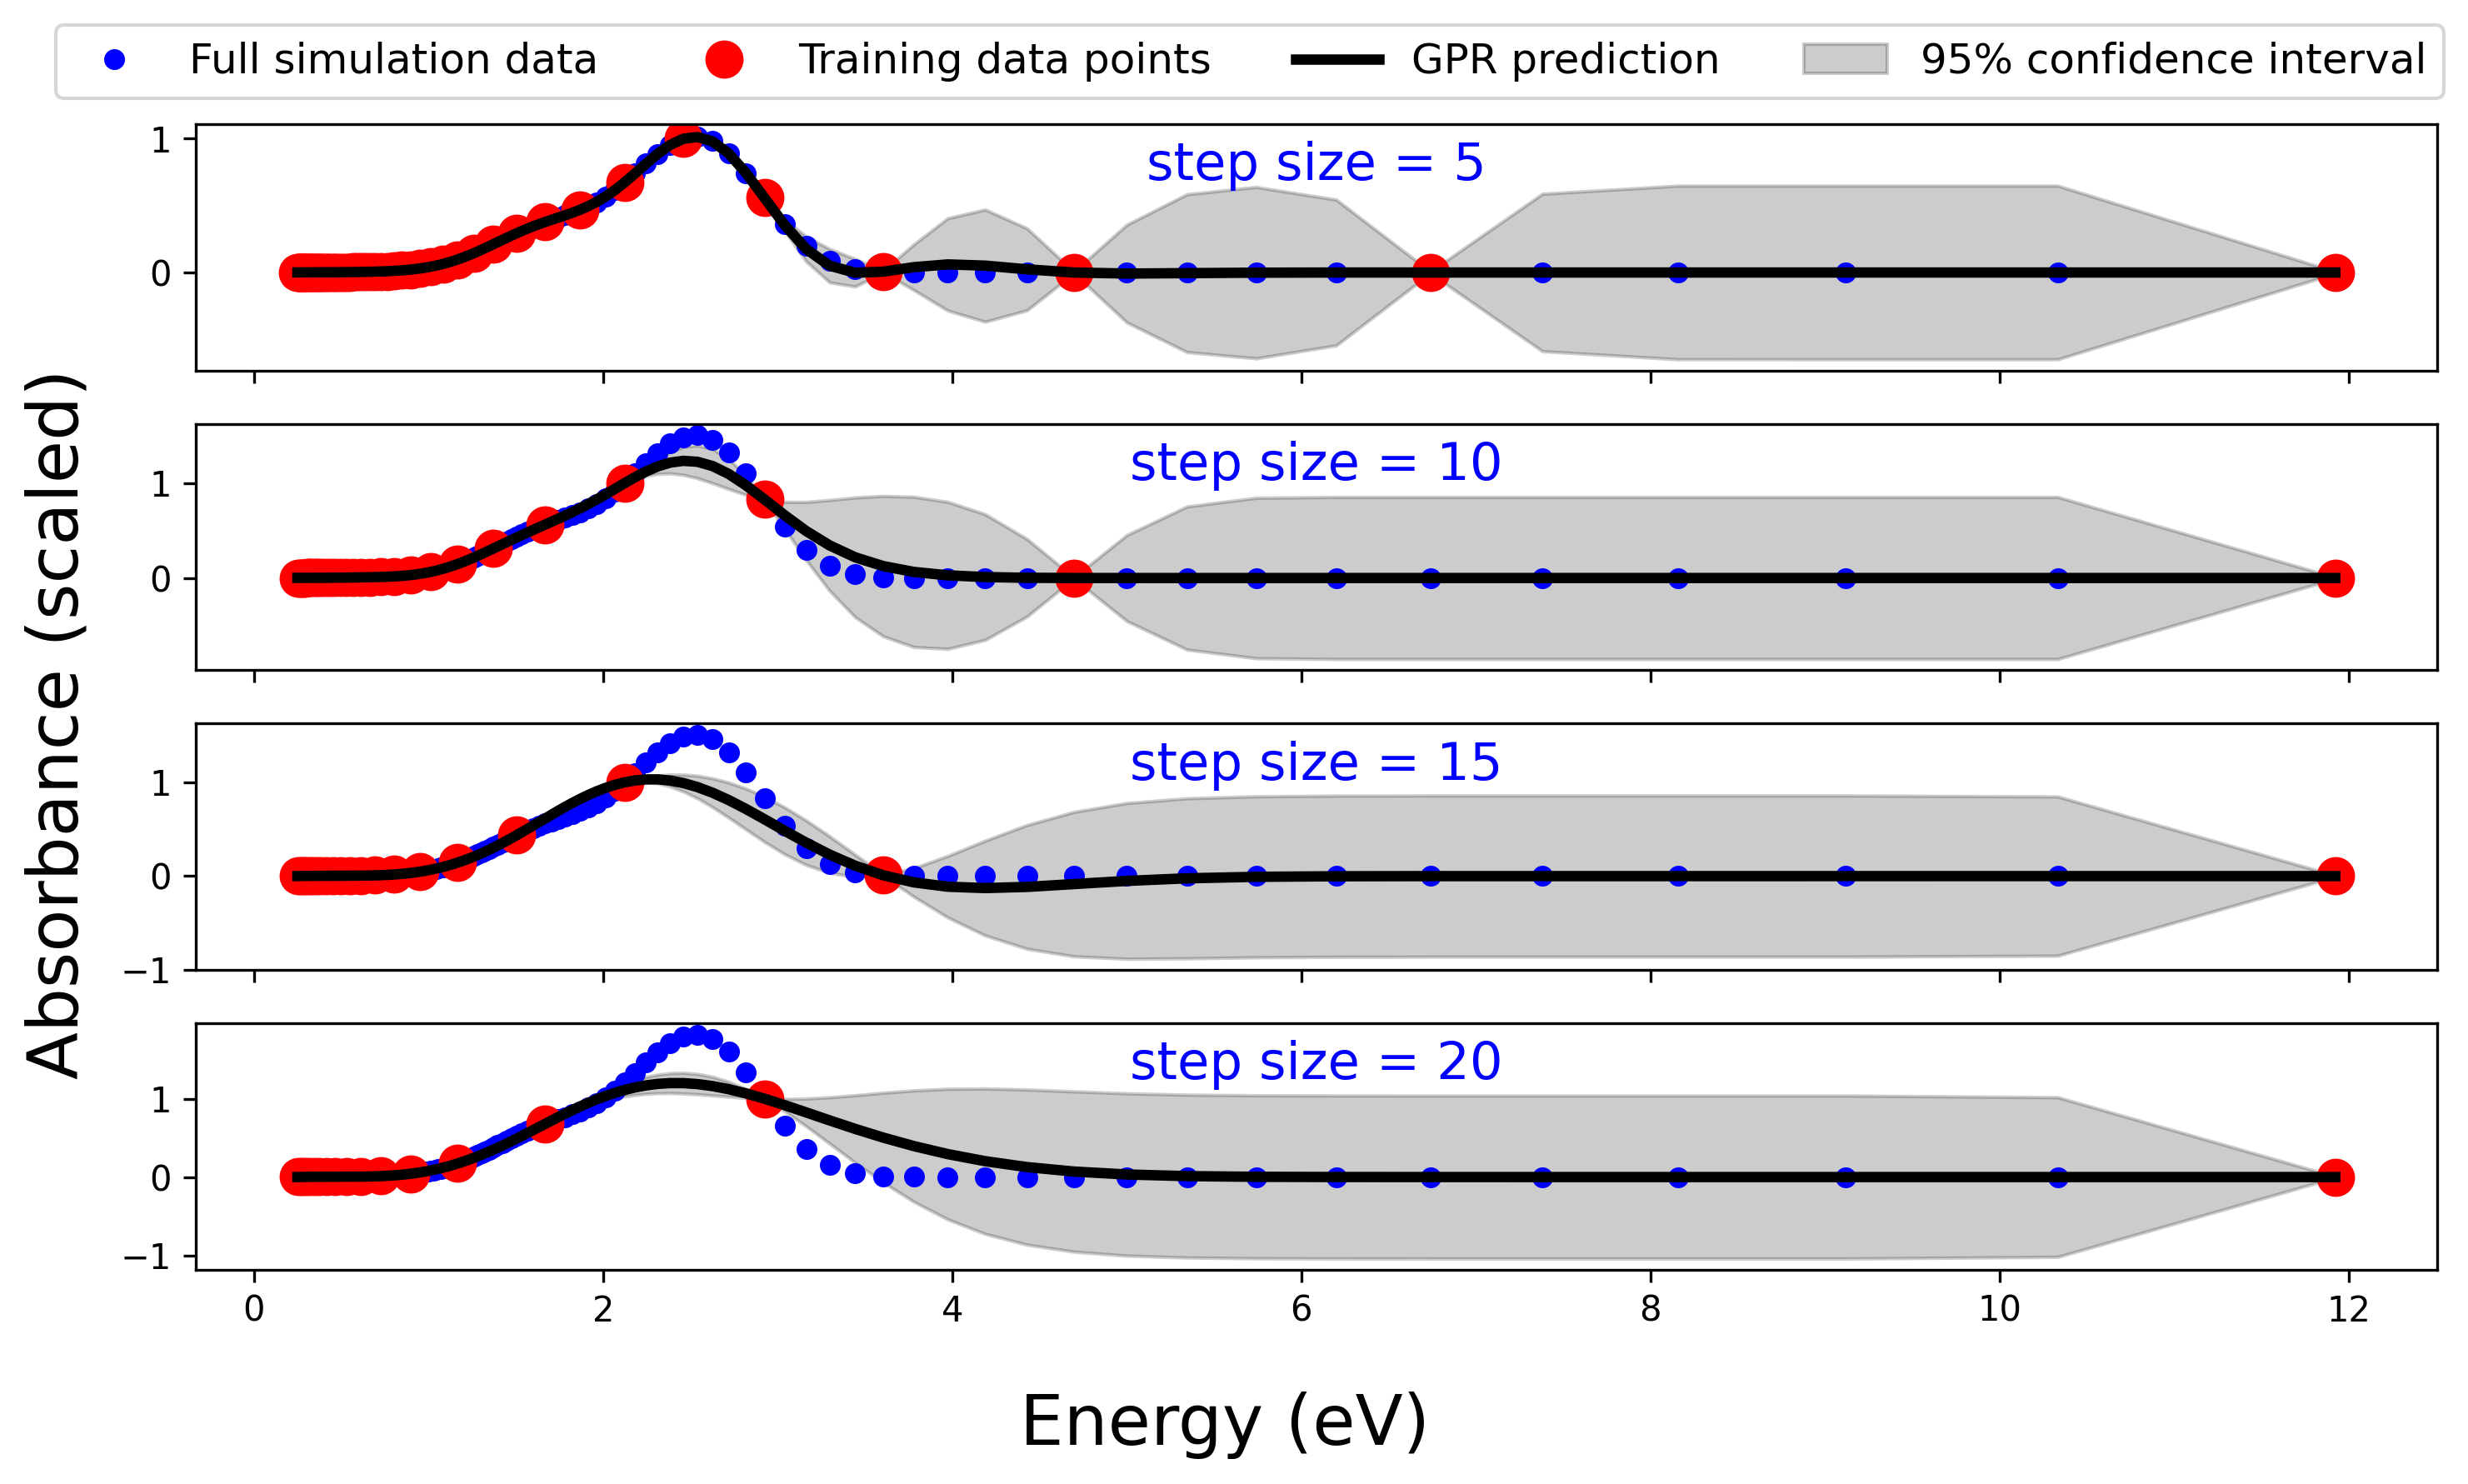 Full simulation data Training data points GPR prediction 95% confidence interval
step size = 5
1
0
step size = 10
1
0
step size = 15
1
0
−1
step size = 20
1
0
−1
0 2 4 6 8 10 12
Absorbance (scaled)
Energy (eV)